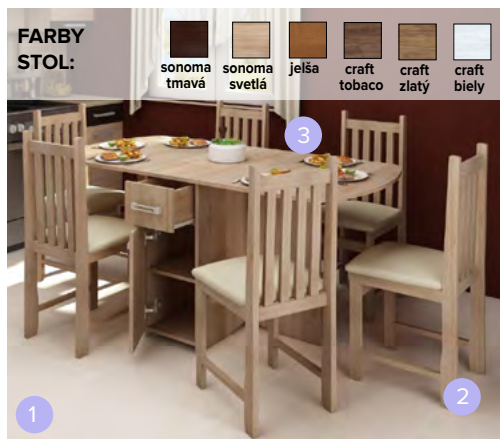 FARBY
STOL:
sonoma
tmavá
sonoma
svetlá
jelša
craft
tobaco
craft
zlatý
craft
biely
3
2
1